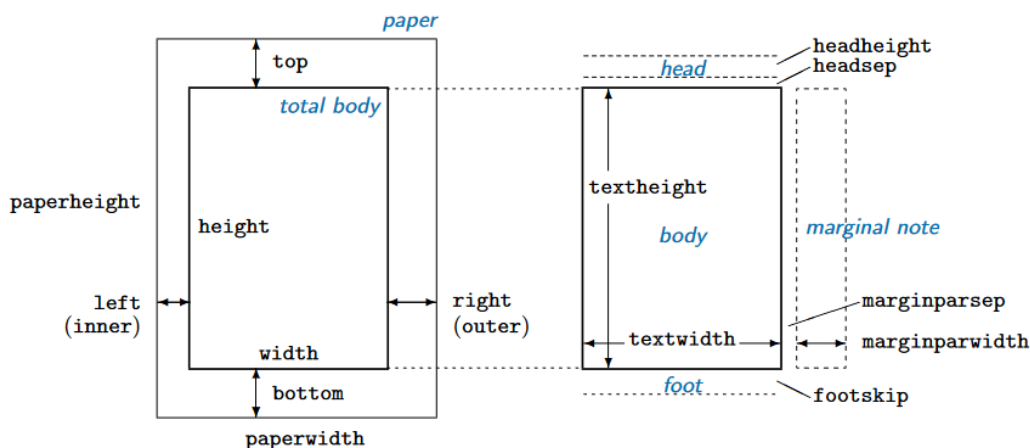 paper
top
total body
paperheight
height
left
(inner)
right
(outer)
width
bottom
paperwidth
headheight
head
headsep
textheight
body
marginal note
marginparsep
textwidth
marginparwidth
foot
footskip